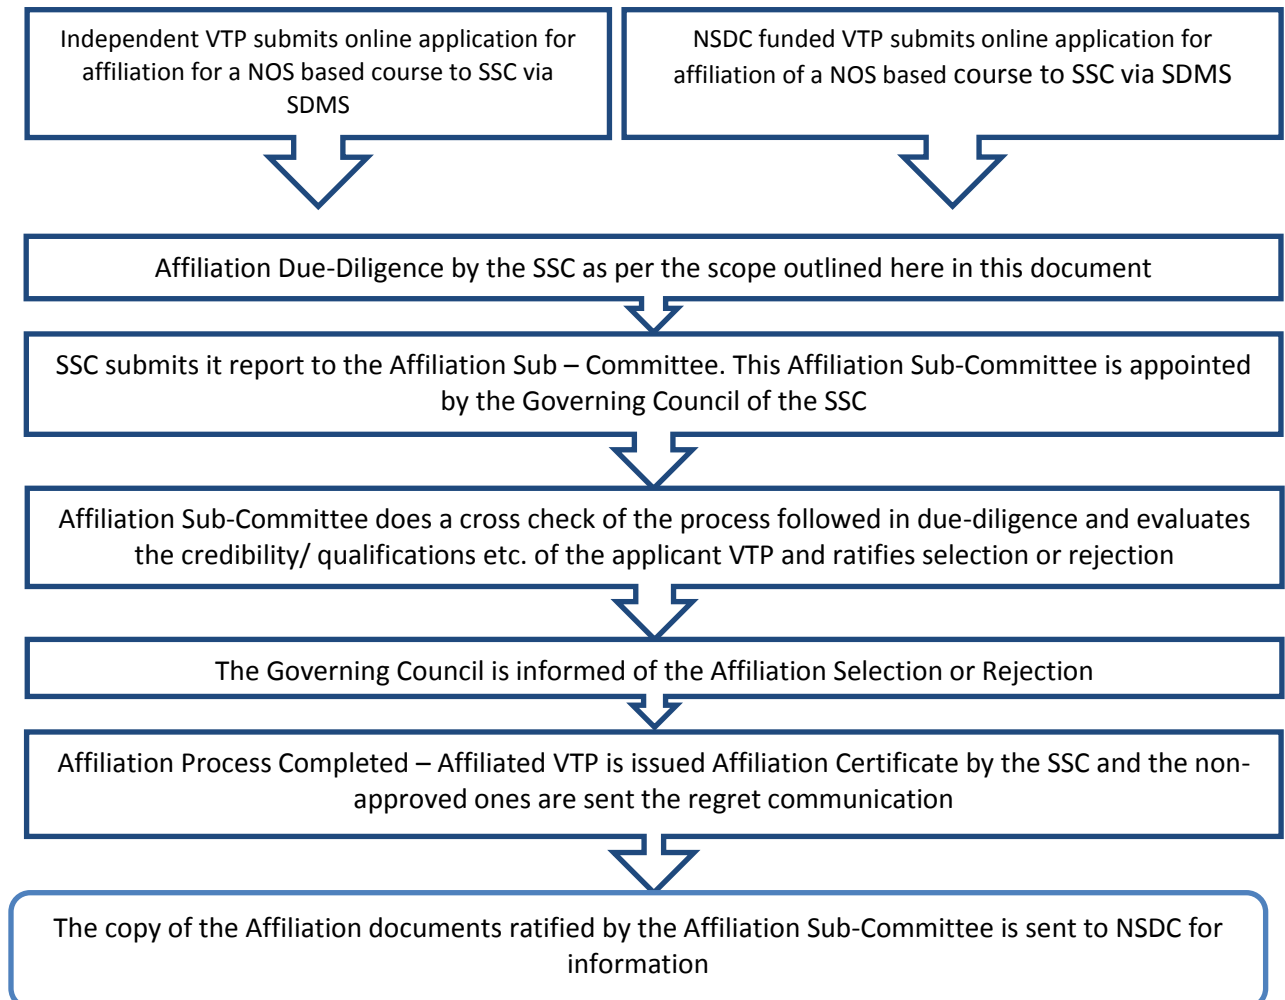 Independent VTP submits online application for
affiliation for a NOS based course to SSC via
SDMS
NSDC funded VTP submits online application for
affiliation of a NOS based course to SSC via SDMS
Affiliation Due-Diligence by the SSC as per the scope outlined here in this document
SSC submits it report to the Affiliation Sub – Committee. This Affiliation Sub-Committee is appointed
by the Governing Council of the SSC
Affiliation Sub-Committee does a cross check of the process followed in due-diligence and evaluates
the credibility/ qualifications etc. of the applicant VTP and ratifies selection or rejection
The Governing Council is informed of the Affiliation Selection or Rejection
Affiliation Process Completed – Affiliated VTP is issued Affiliation Certificate by the SSC and the non-
approved ones are sent the regret communication
The copy of the Affiliation documents ratified by the Affiliation Sub-Committee is sent to NSDC for
information